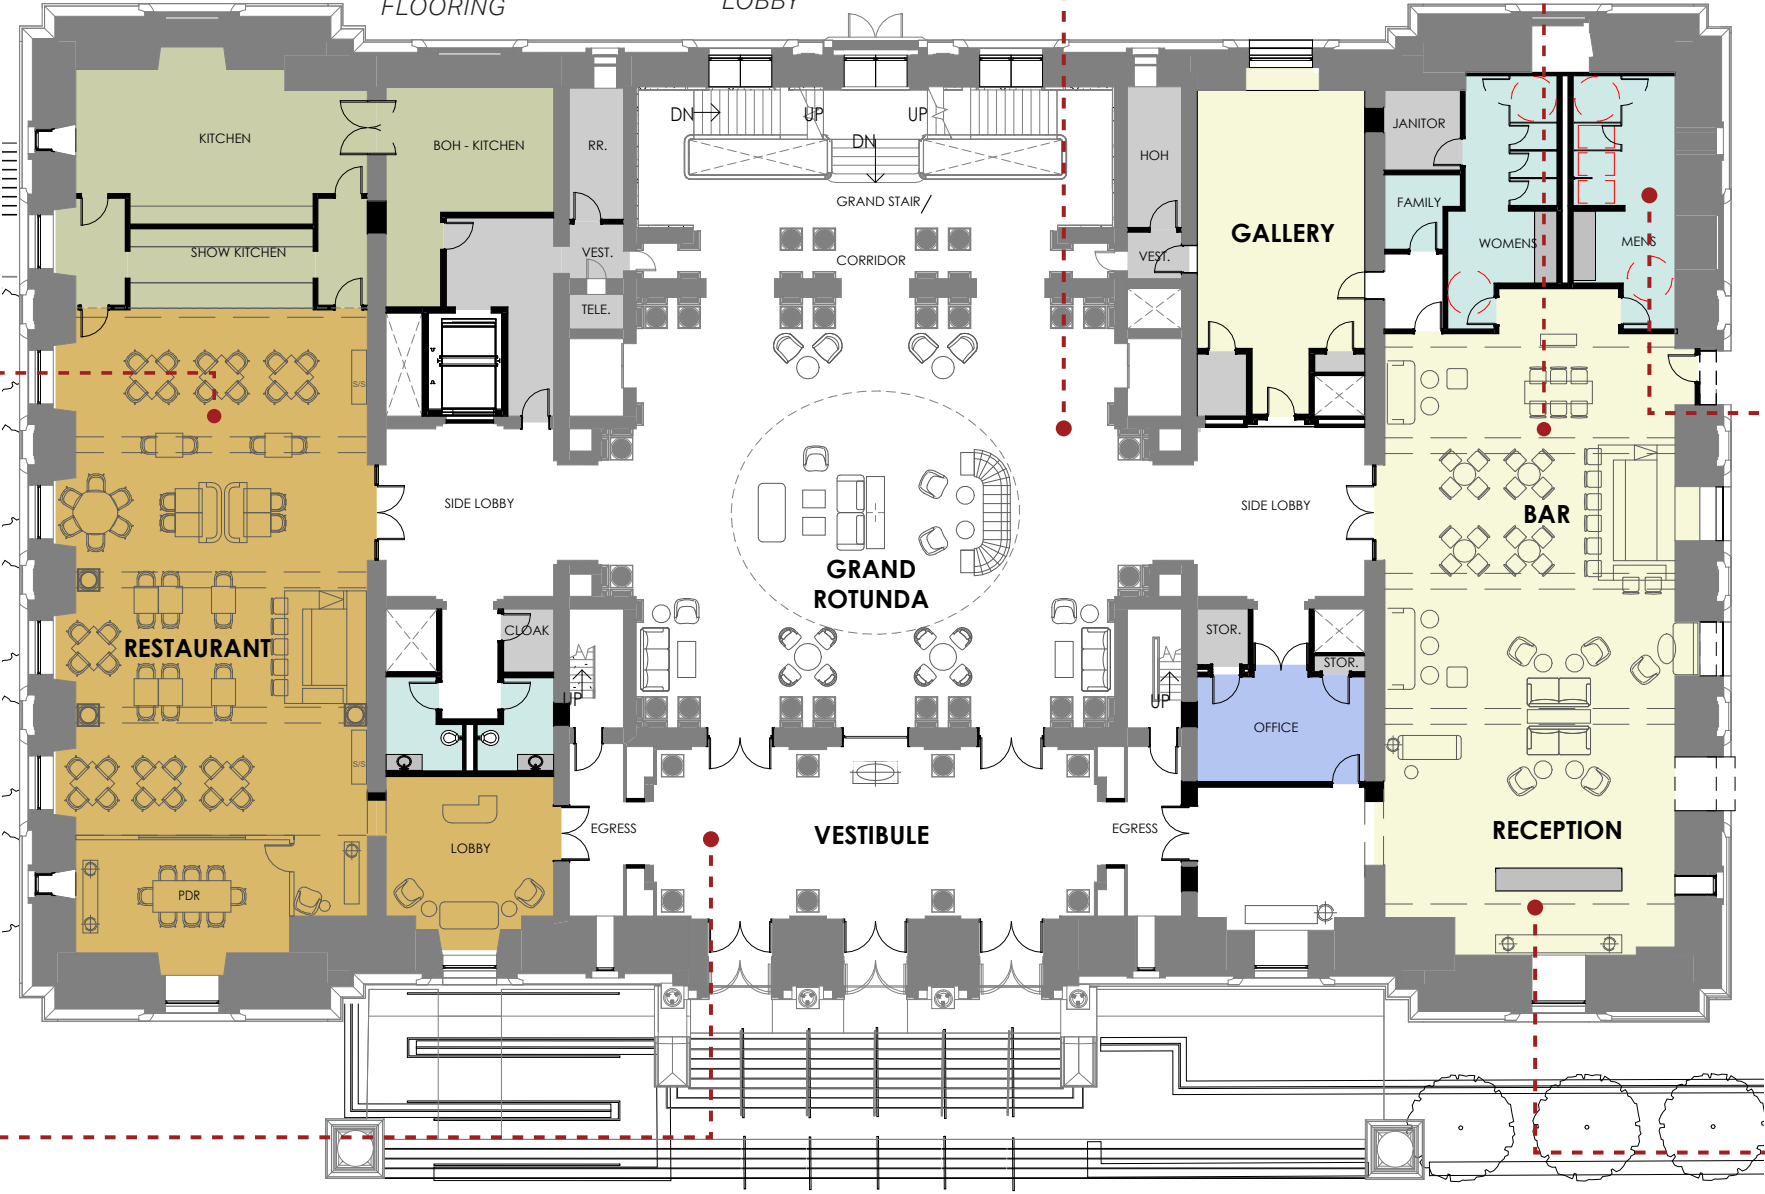 FLOORING
LOBBY
DN
UP
UP
DN
KITCHEN
BOH - KITCHEN
RR.
HOH
JANITOR
GRAND STAIR
FAMILY
GALLERY
WOMENS
MENS
SHOW KITCHEN
VEST.
CORRIDOR
VEST.
TELE.
S/S
SIDE LOBBY
SIDE LOBBY
BAR
GRAND
ROTUNDA
CLOAK
STOR.
RESTAURANT
STOR.
UP
UP
OFFICE
S/S
EGRESS
VESTIBULE
EGRESS
RECEPTION
LOBBY
PDR